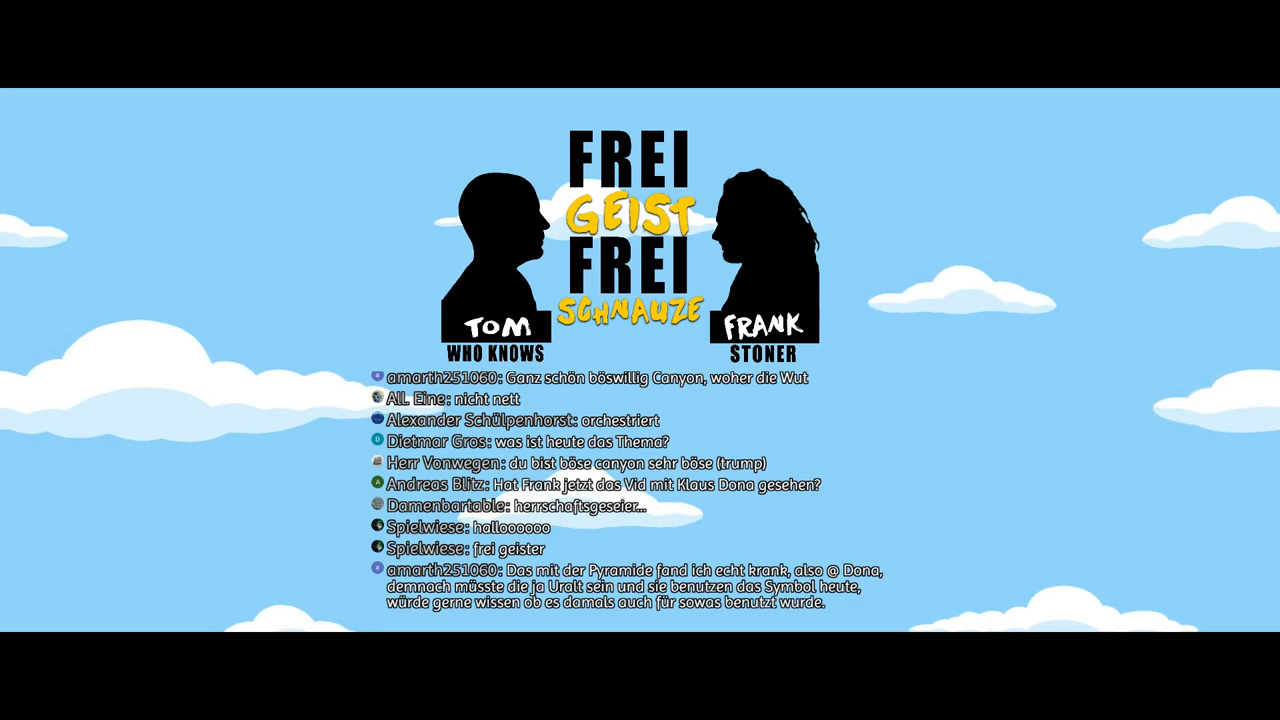 FREI
GEIST
FREI
SCHNAUZE
TOM
WHO KNOWS
FRANK
STONER
amarth251060: Ganz schön böswillig Canyon, woher die Wut
All. Eine: nicht nett
Alexander Schülpenhorst: orchestriert
Dietmar Gros: was ist heute das Thema?
Herr Vonwegen: du bist böse canyon sehr böse (trump)
Andreas Blitz: Hat Frank jetzt das Vid mit Klaus Dona gesehen?
Damenbartable: herrschaftsgeseier...
Spielwiese: halloooooo
Spielwiese: frei geister
amarth251060: Das mit der Pyramide fand ich echt krank, also @ Dona,
demnach müsste die ja Uralt sein und sie benutzen das Symbol heute,
würde gerne wissen ob es damals auch für sowas benutzt wurde.